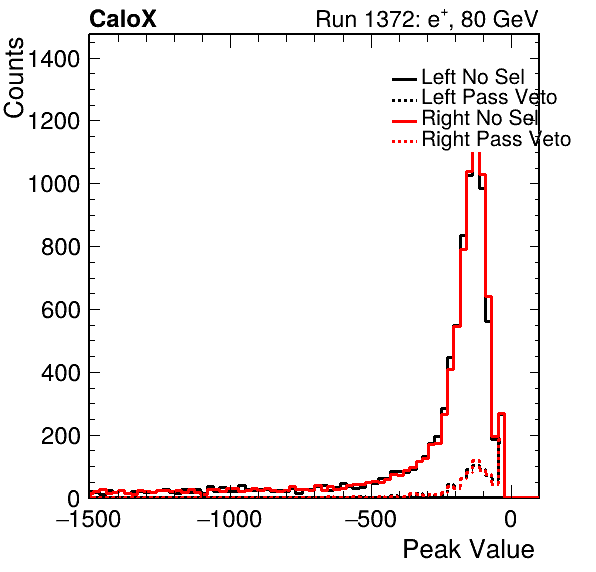 CaloX Run 1372: e+, 80 GeV
Counts
1400
1200
1000
800
600
400
200
0
Left No Sel
Left Pass Veto
Right No Sel
Right Pass Veto
−1500 −1000 −500 0
Peak Value